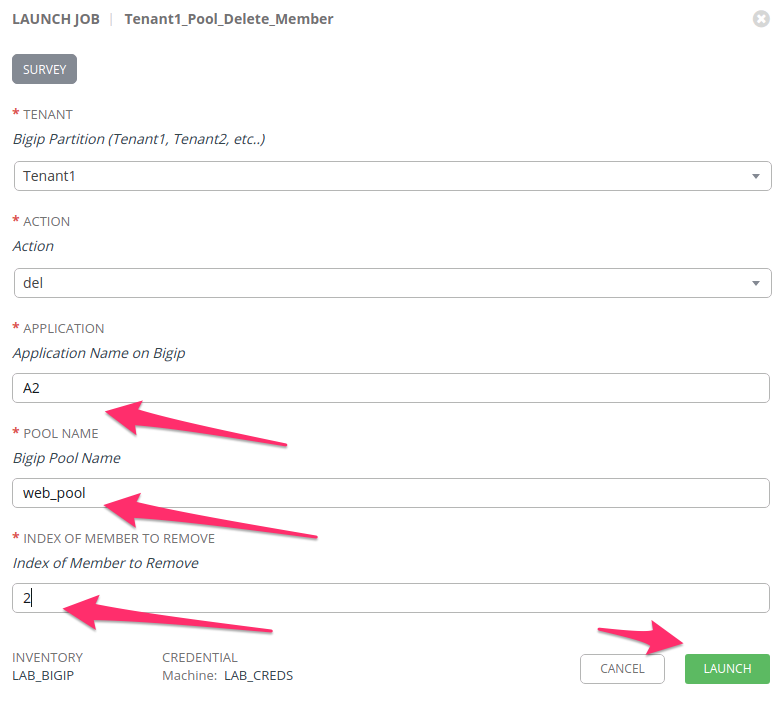 LAUNCH JOB | Tenant1_Pool_Delete_Member
SURVEY
* TENANT
Bigip Partition (Tenant1, Tenant2, etc..)
Tenant1
* ACTION
Action
del
* APPLICATION
Application Name on Bigip
A2
* POOL NAME
Bigip Pool Name
web_pool
* INDEX OF MEMBER TO REMOVE
Index of Member to Remove
2
INVENTORY CREDENTIAL
LAB_BIGIP Machine: LAB_CREDS CANCEL LAUNCH